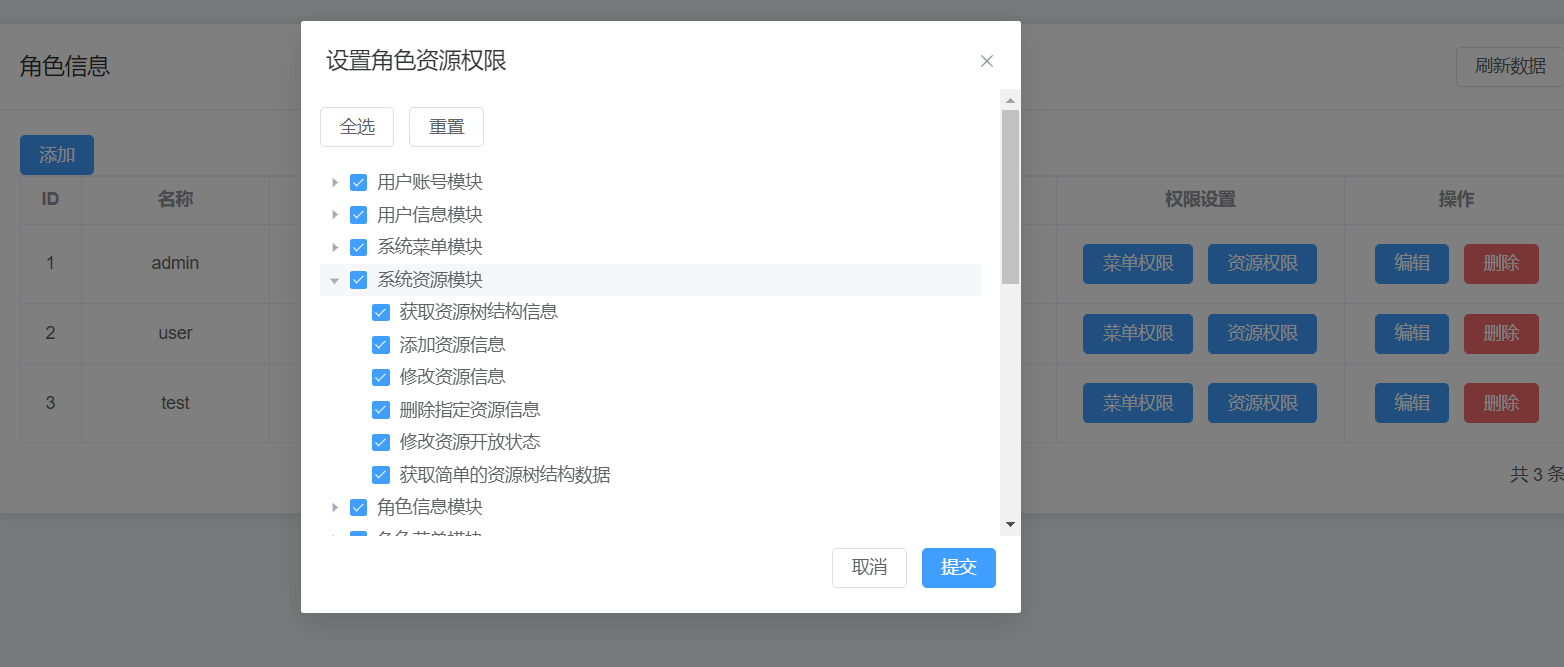 角色信息
刷新数据
添加
ID 名称 权限设置 操作
1 admin 菜单权限 资源权限 编辑 删除
2 user 菜单权限 资源权限 编辑 删除
3 test 菜单权限 资源权限 编辑 删除
共 3 条
设置角色资源权限
全选 重置
用户账号模块
用户信息模块
系统菜单模块
系统资源模块
获取资源树结构信息
添加资源信息
修改资源信息
删除指定资源信息
修改资源开放状态
获取简单的资源树结构数据
角色信息模块
角色菜单模块
取消 提交